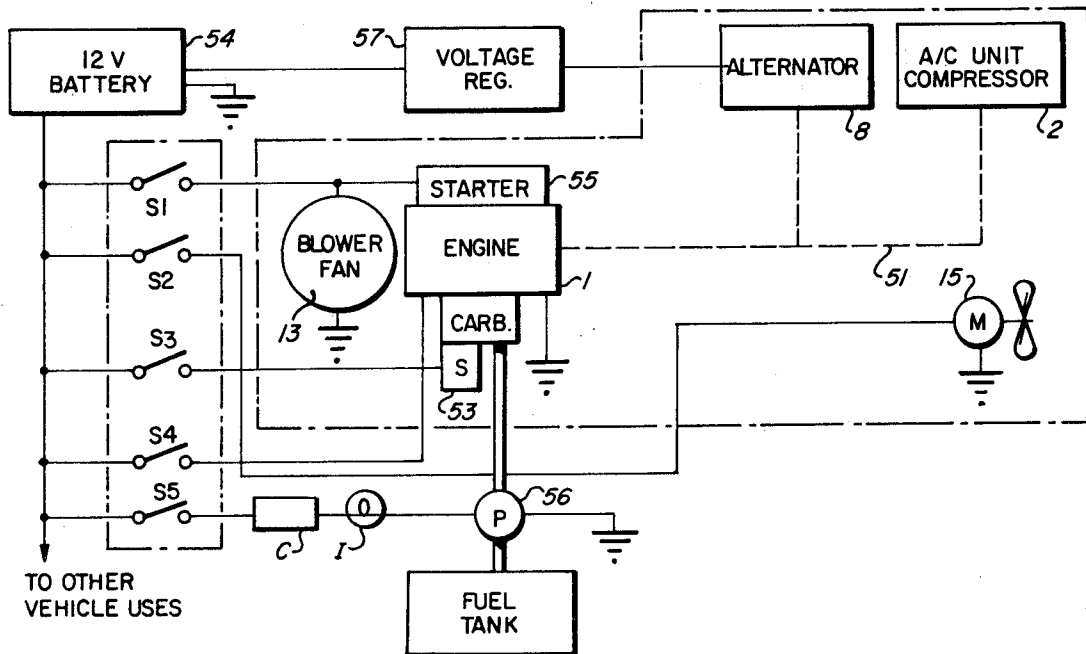 12 V
BATTERY
54
57
VOLTAGE
REG.
ALTERNATOR
8
A/C UNIT
COMPRESSOR
2
S1
STARTER
55
BLOWER
FAN
13
ENGINE
1
51
S2
15
M
CARB.
S3
S
53
S4
S5
C
I
O
P
56
TO OTHER
VEHICLE USES
FUEL
TANK